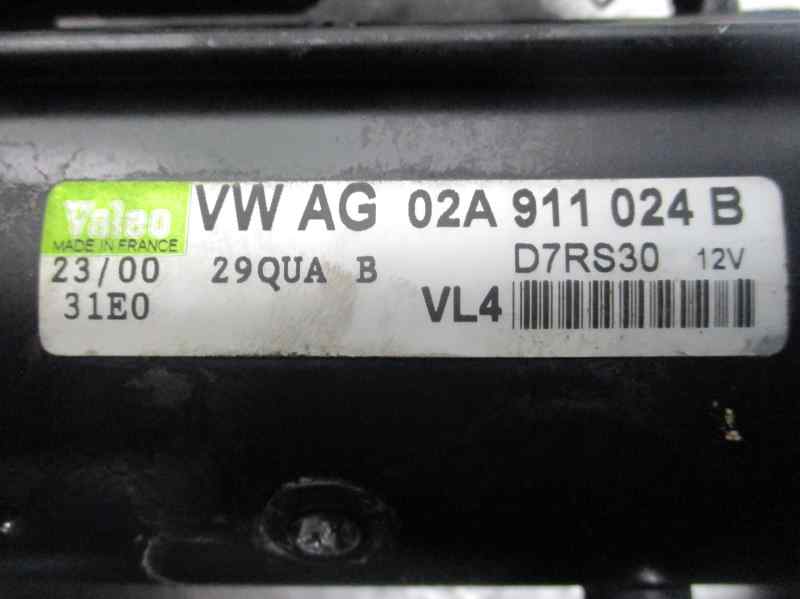 Valeo
MADE IN FRANCE
VW AG 02A 911 024 B
23/00 29QUA B D7RS30 12V
31E0 VL4